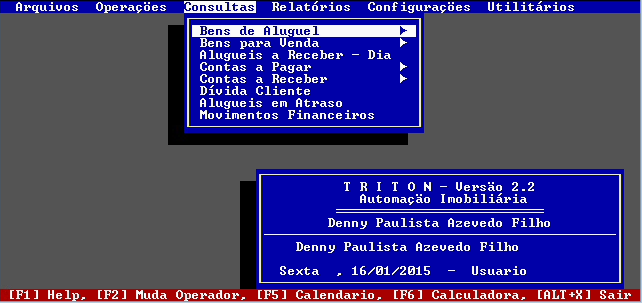 Arquivos Operações Consultas Relatórios Configurações Utilitários
Bens de Aluguel
Bens para Venda
Alugueis a Receber - Dia
Contas a Pagar
Contas a Receber
Dívida Cliente
Alugueis em Atraso
Movimentos Financeiros
T R I T O N - Versão 2.2
Automação Imobiliária
Denny Paulista Azevedo Filho
Denny Paulista Azevedo Filho
Sexta , 16/01/2015 - Usuario
[F1] Help, [F2] Muda Operador, [F5] Calendario, [F6] Calculadora, [ALT+X] Sair